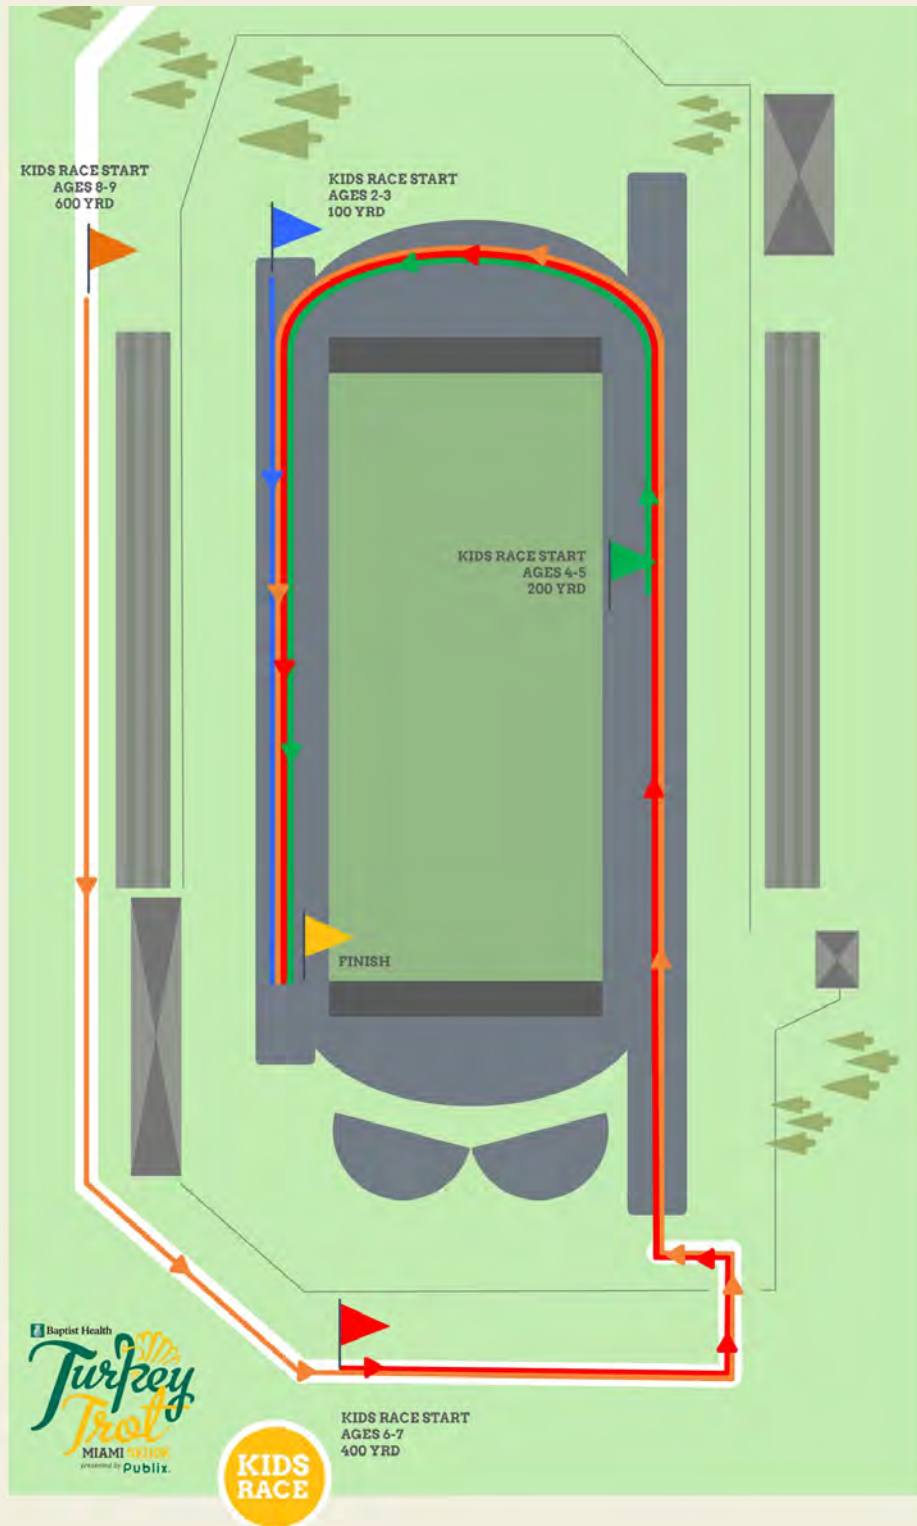 KIDS RACE START
AGES 8-9
600 YRD
KIDS RACE START
AGES 2-3
100 YRD
KIDS RACE START
AGES 4-5
200 YRD
FINISH
Baptist Health
Turkey
Trot
MIAMI
presented by Publix.
KIDS RACE START
AGES 6-7
400 YRD
KIDS
RACE